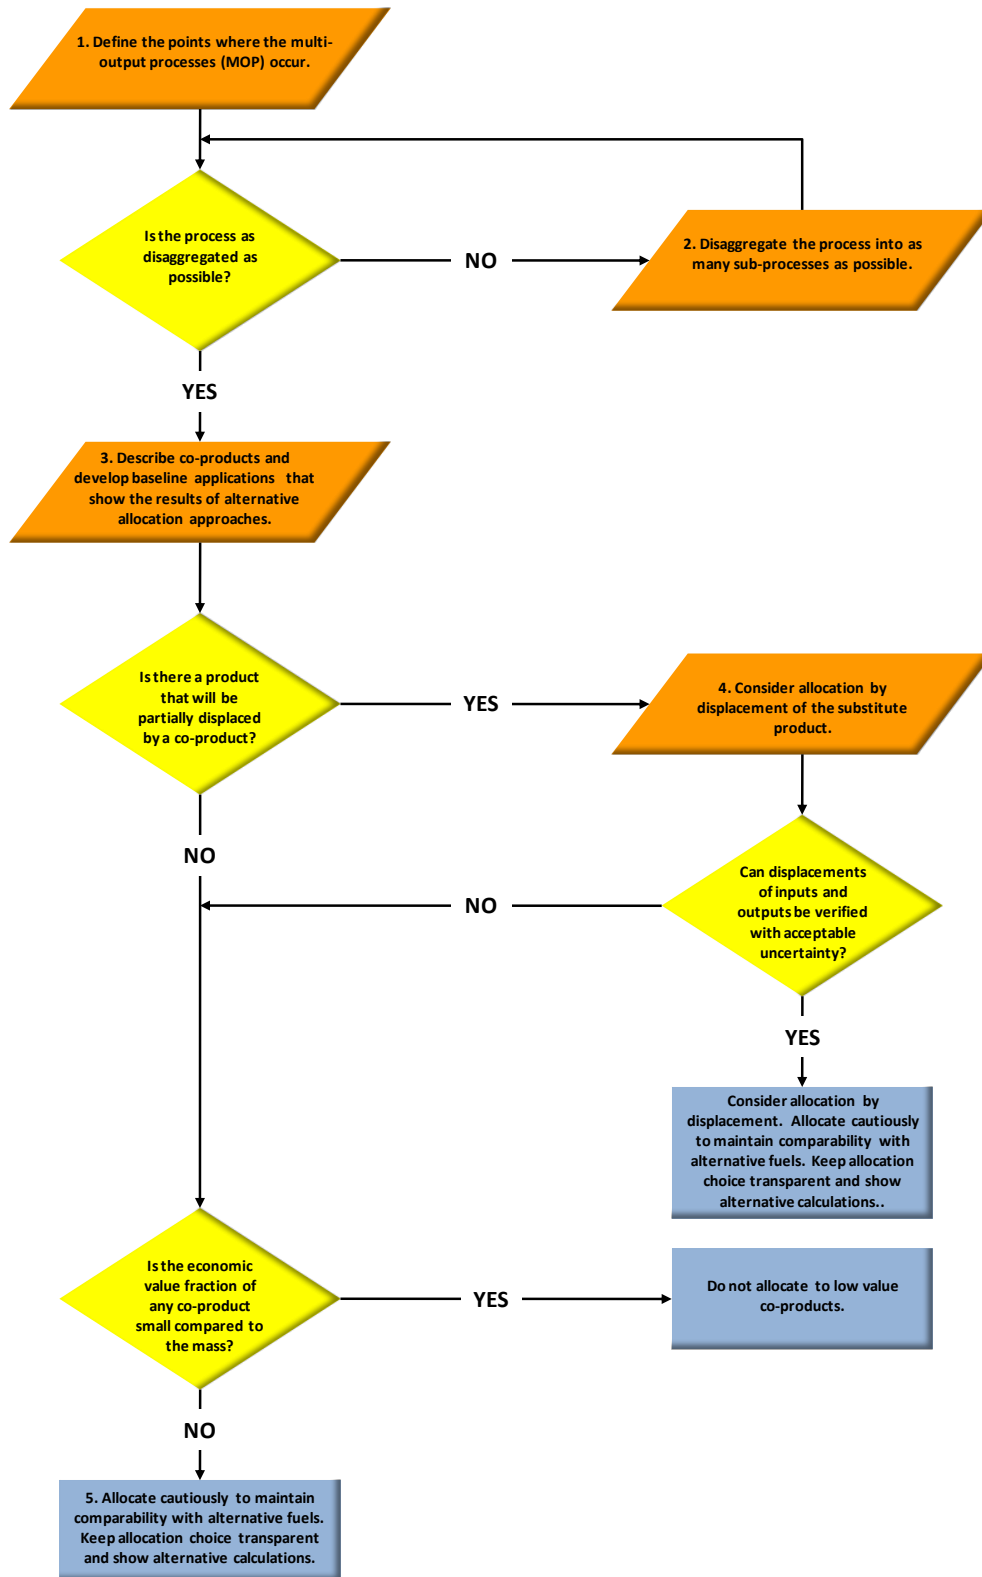 1. Define the points where the multi-
output processes (MOP) occur.
Is the process as
disaggregated as
possible?
NO
2. Disaggregate the process into as
many sub-processes as possible.
YES
3. Describe co-products and
develop baseline applications that
show the results of alternative
allocation approaches.
Is there a product
that will be
partially displaced
by a co-product?
YES
4. Consider allocation by
displacement of the substitute
product.
NO
Can displacements
of inputs and
outputs be verified
with acceptable
uncertainty?
NO
YES
Consider allocation by
displacement. Allocate cautiously
to maintain comparability with
alternative fuels. Keep allocation
choice transparent and show
alternative calculations..
Is the economic
value fraction of
any co-product
small compared to
the mass?
YES
Do not allocate to low value
co-products.
NO
5. Allocate cautiously to maintain
comparability with alternative fuels.
Keep allocation choice transparent
and show alternative calculations.